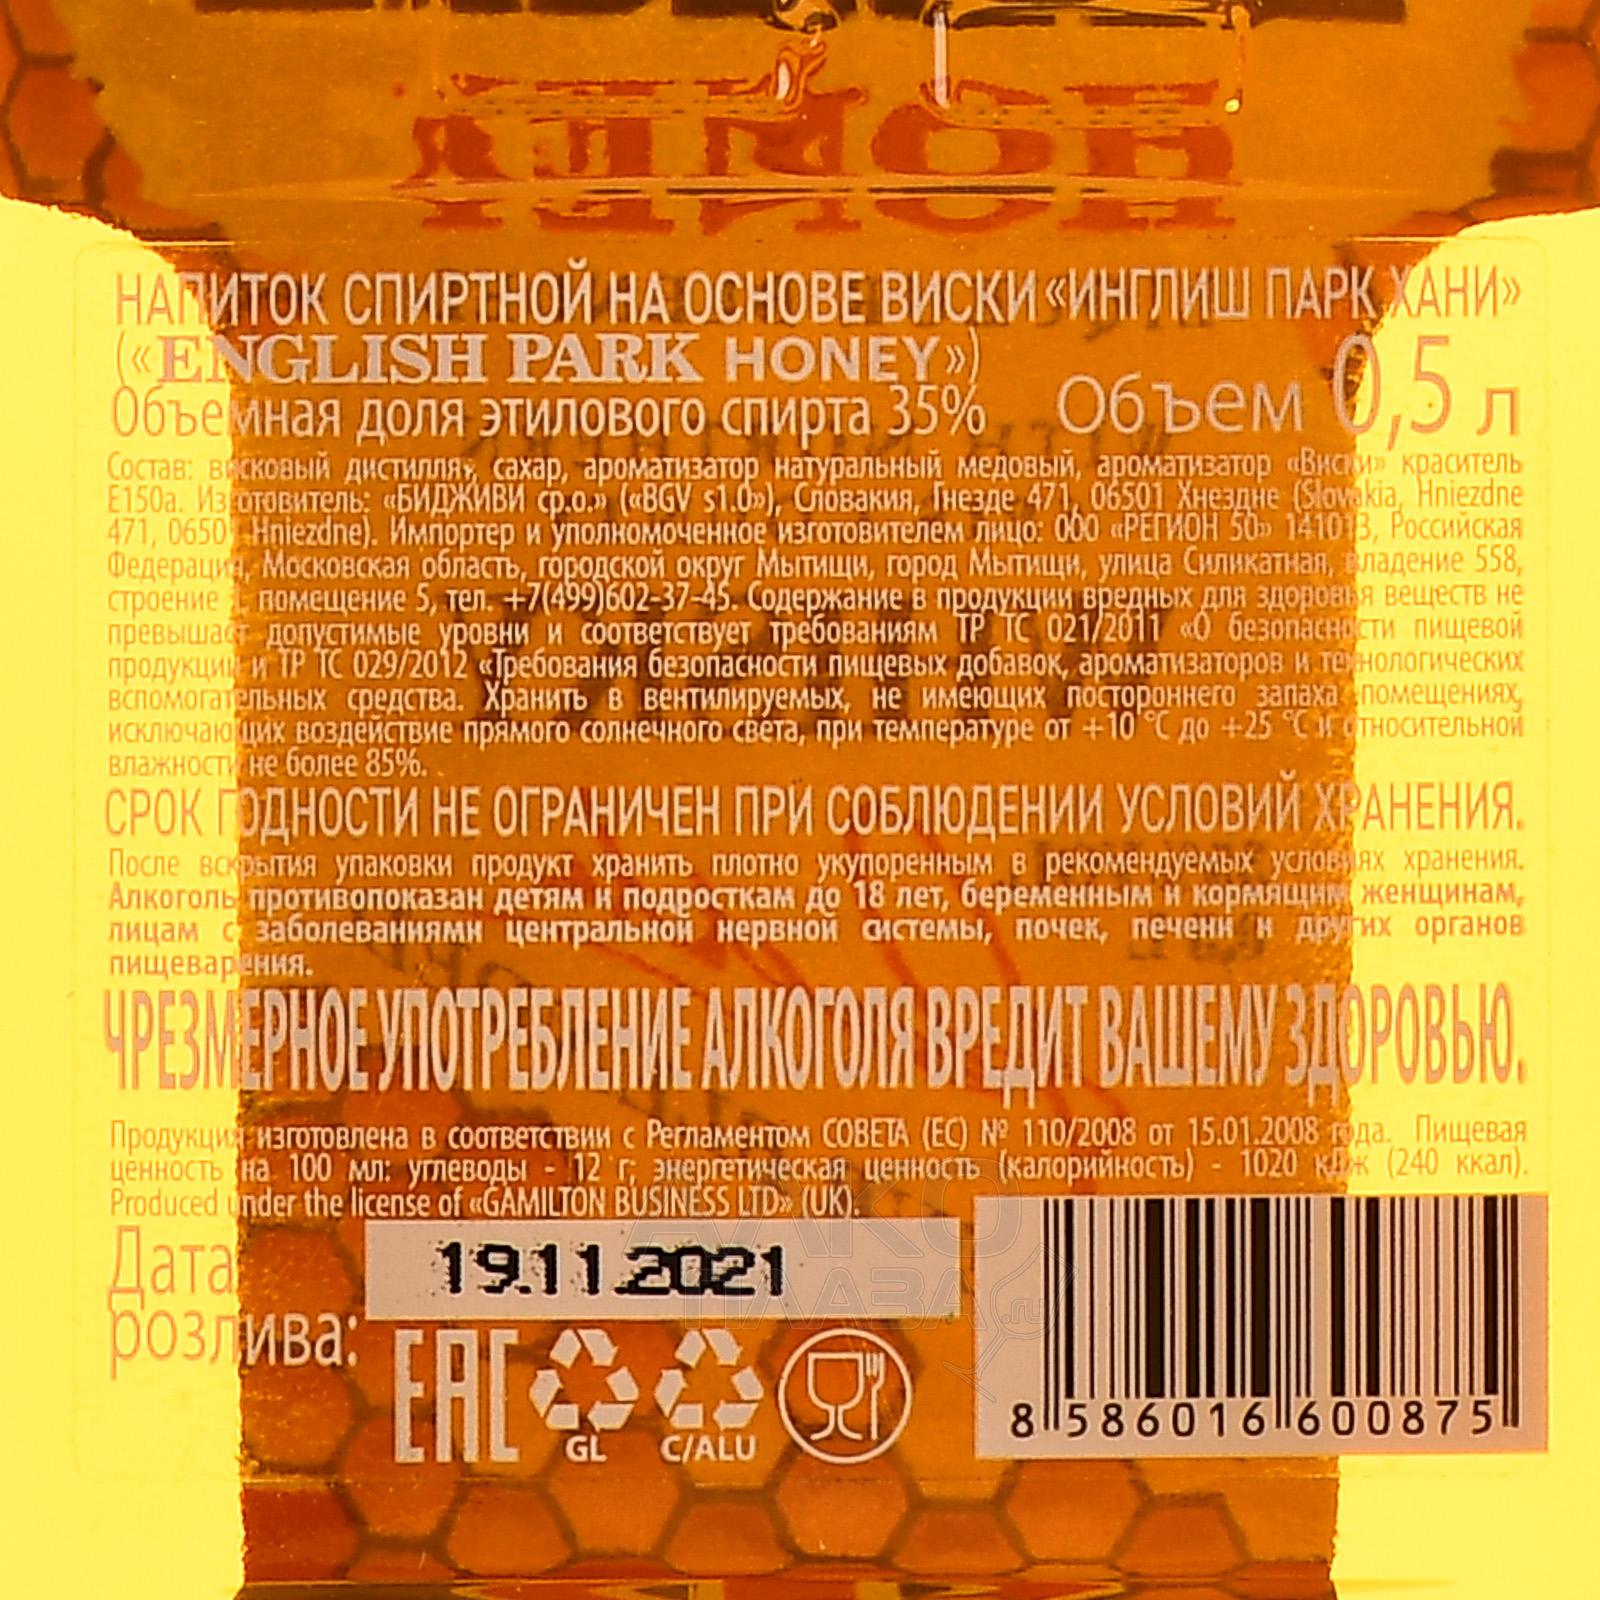 HONEY
НАПИТОК СПИРТНОЙ НА ОСНОВЕ ВИСКИ «ИНГЛИШ ПАРК ХАНИ»
(«ENGLISH PARK HONEY»)
Объемная доля этилового спирта 35% Объем 0,5 л
Состав: висковый дистиллят, сахар, ароматизатор натуральный медовый, ароматизатор «Виски» краситель
Е150а. Изготовитель: «БИДЖИВИ ср.о.» («BGV s1.0»), Словакия, Гнезде 471, 06501 Хнездне (Slovakia, Hniezdne
471, 06501 Hniezdne). Импортер и уполномоченное изготовителем лицо: ООО «РЕГИОН 50» 141013, Российская
Федерация, Московская область, городской округ Мытищи, город Мытищи, улица Силикатная, владение 558,
строение помещение 5, тел. +7(499)602-37-45. Содержание в продукции вредных для здоровья веществ не
превышает допустимые уровни и соответствует требованиям ТР ТС 021/2011 «О безопасности пищевой
продукции и ТР ТС 029/2012 «Требования безопасности пищевых добавок, ароматизаторов и технологических
вспомогательных средства. Хранить в вентилируемых, не имеющих постороннего запаха помещениях,
исключающих воздействие прямого солнечного света, при температуре от +10 °С до +25 °С и относительной
влажности не более 85%.
СРОК ГОДНОСТИ НЕ ОГРАНИЧЕН ПРИ СОБЛЮДЕНИИ УСЛОВИЙ ХРАНЕНИЯ.
После вскрытия упаковки продукт хранить плотно укупоренным в рекомендуемых условиях хранения.
Алкоголь противопоказан детям и подросткам до 18 лет, беременным и кормящим женщинам,
лицам с заболеваниями центральной нервной системы, почек, печени и других органов
пищеварения.
ЧРЕЗМЕРНОЕ УПОТРЕБЛЕНИЕ АЛКОГОЛЯ ВРЕДИТ ВАШЕМУ ЗДОРОВЬЮ.
Продукция изготовлена в соответствии с Регламентом СОВЕТА (ЕС) № 110/2008 от 15.01.2008 года. Пищевая
ценность на 100 мл: углеводы - 12 г; энергетическая ценность (калорийность) - 1020 кДж (240 ккал).
Produced under the license of «GAMILTON BUSINESS LTD» (UK).
Дата розлива:
19.11.2021
ЕАС
GL
C/ALU
8 586016 600875
АЛКО
ПЛАЗА.ru